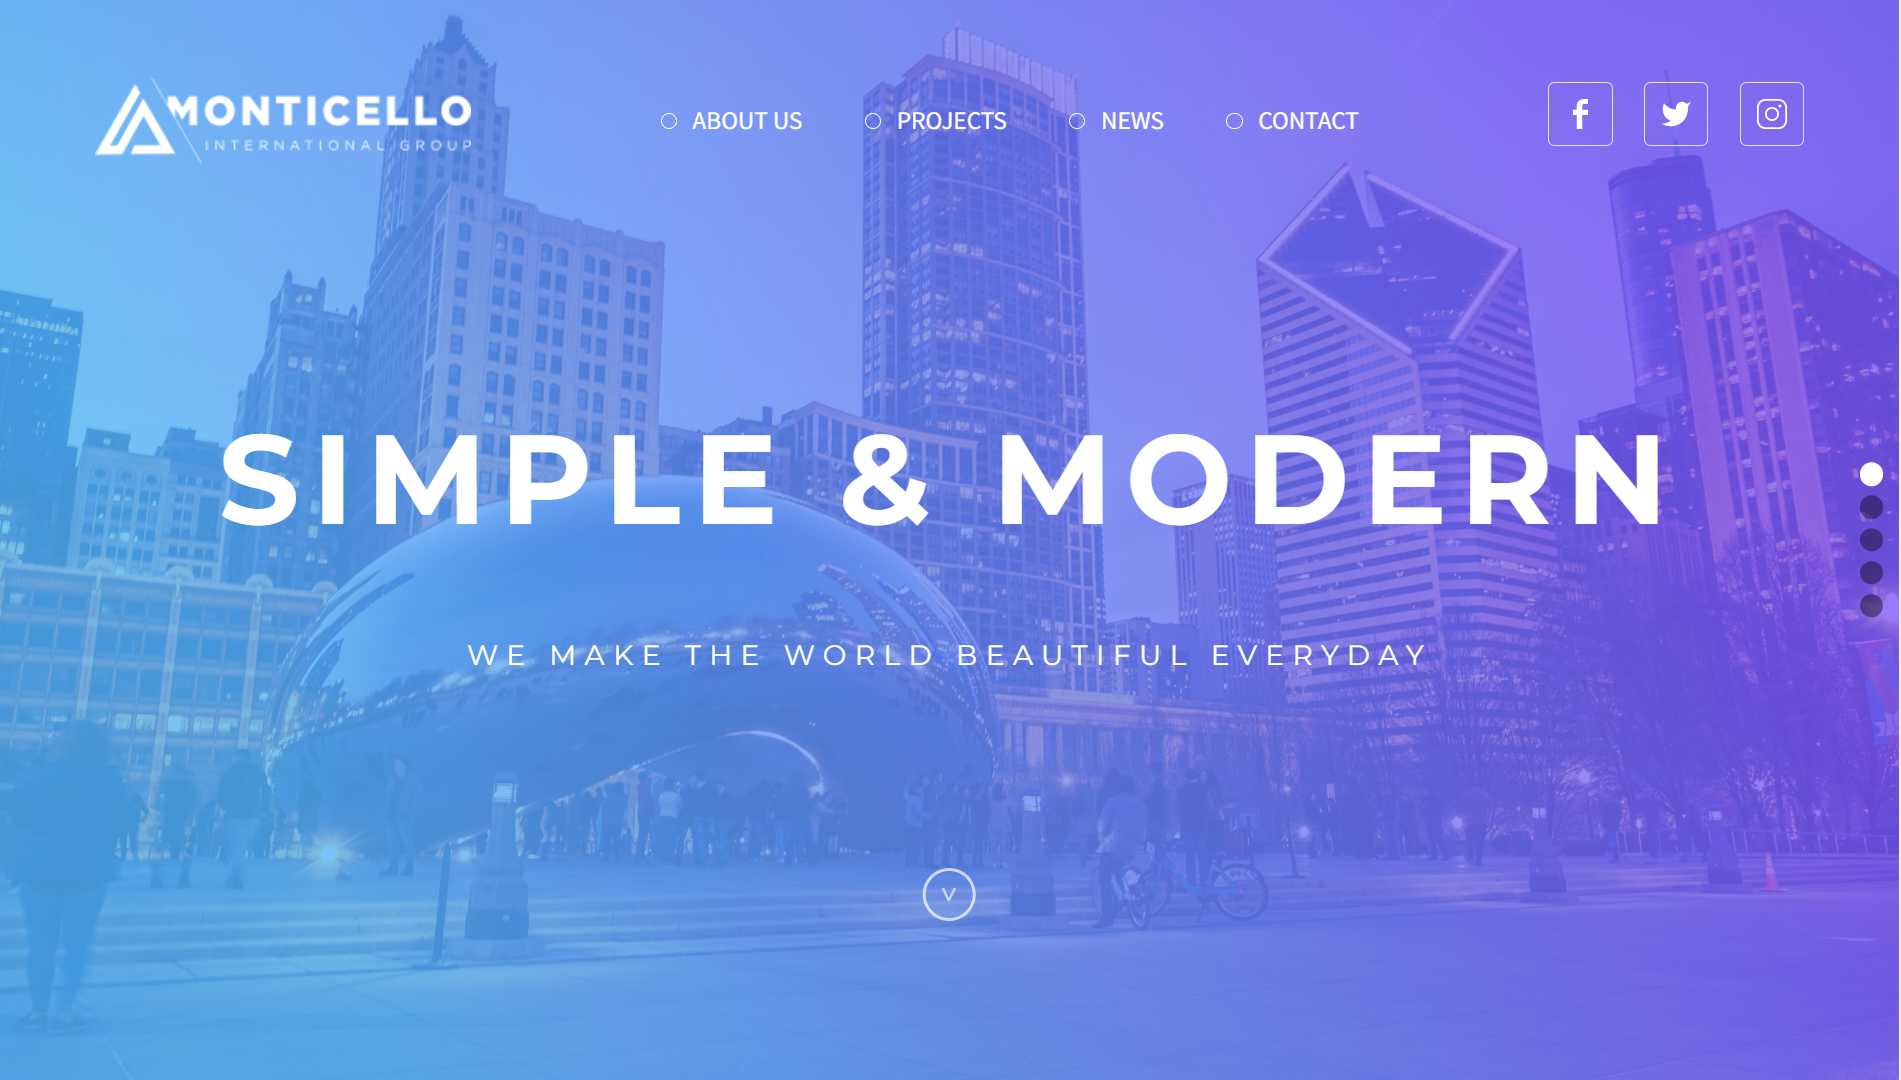 MONTICELLO
INTERNATIONAL GROUP
ABOUT US
PROJECTS
NEWS
CONTACT
SIMPLE & MODERN
WE MAKE THE WORLD BEAUTIFUL EVERYDAY